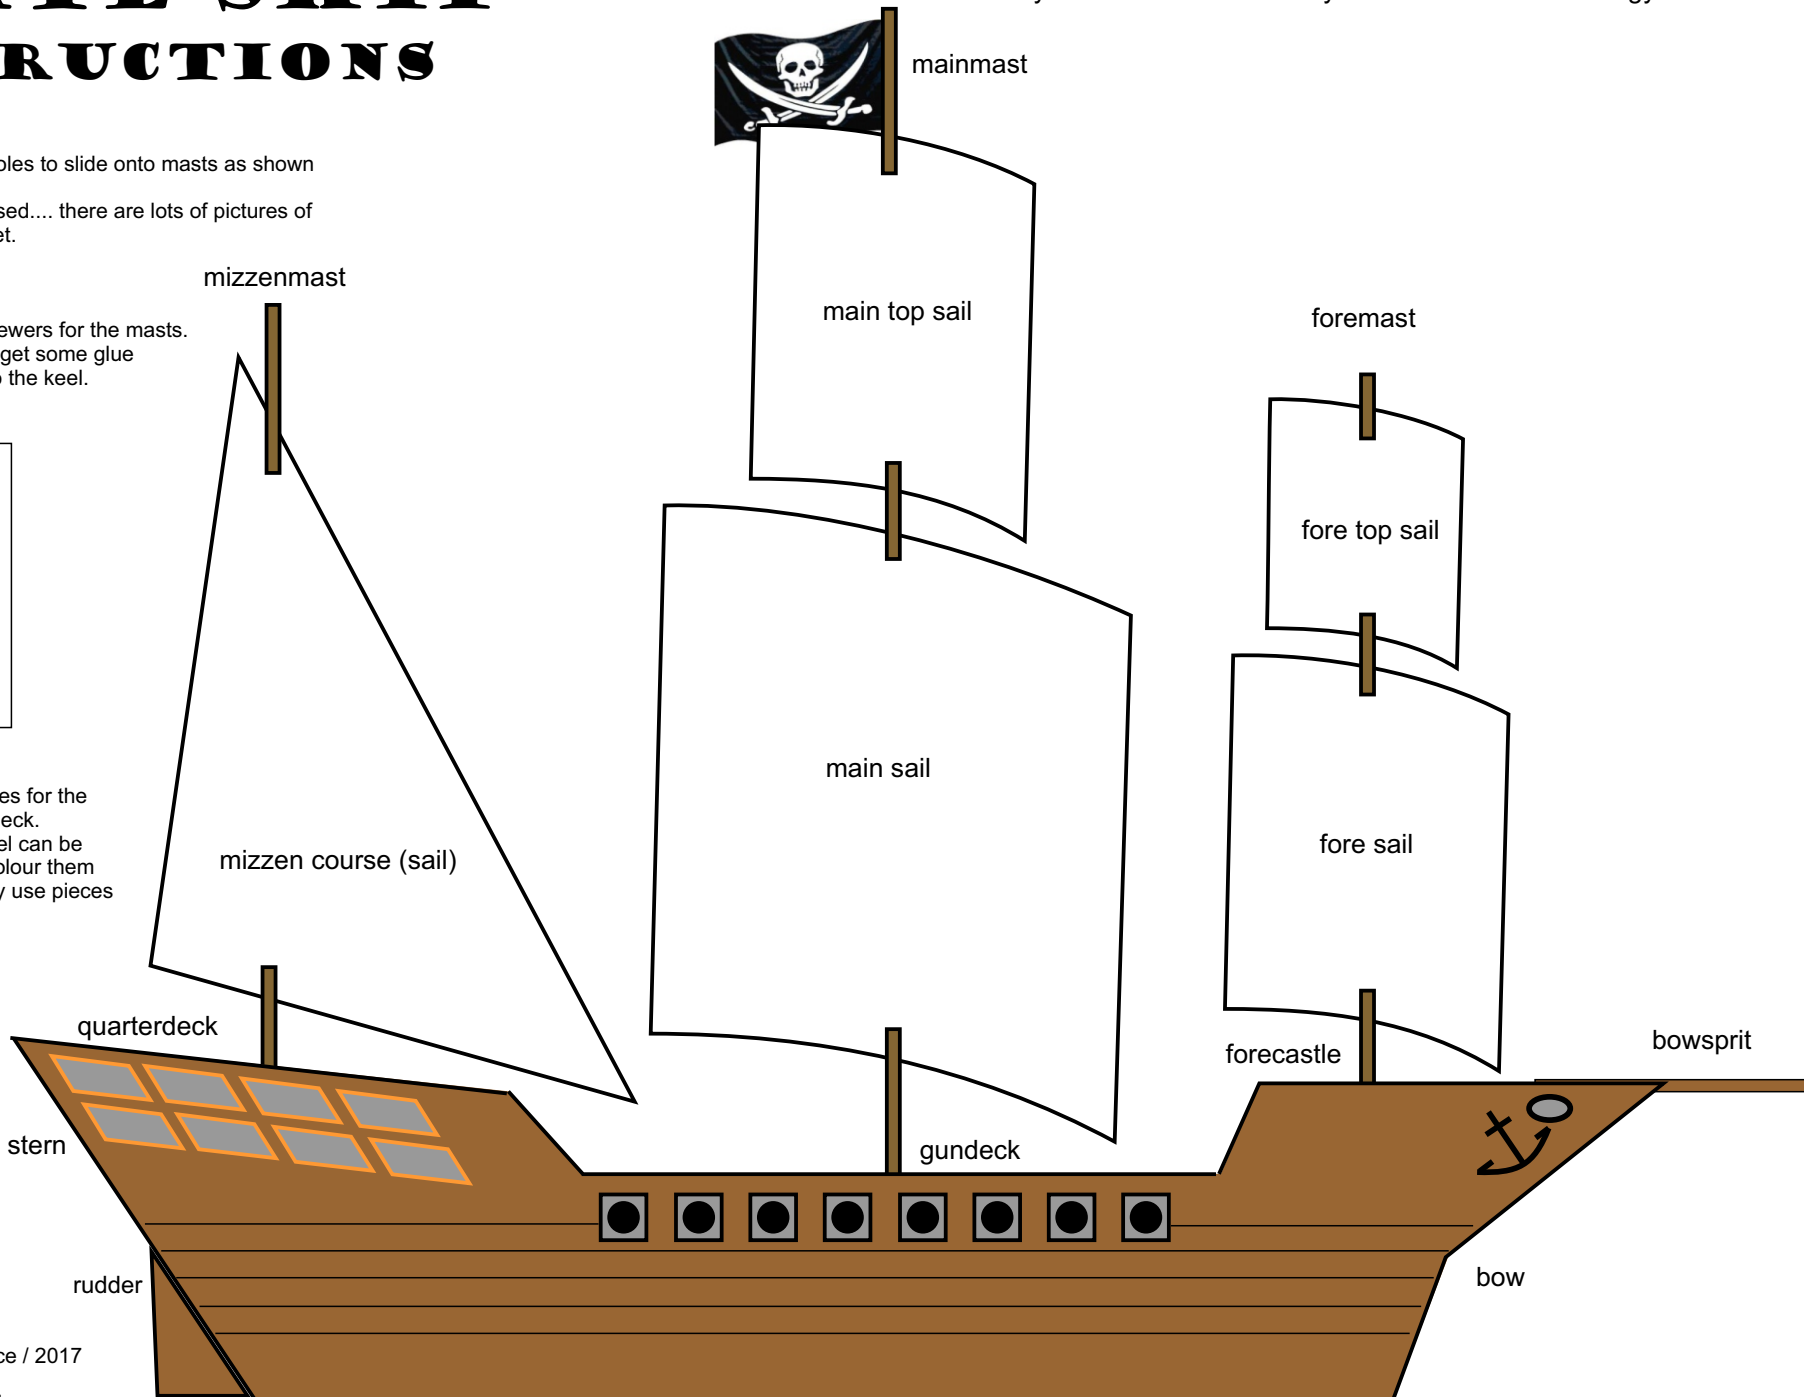 RUCTIONS
mainmast
oles to slide onto masts as shown
sed.... there are lots of pictures of
et.
mizzenmast
main top sail
foremast
ewers for the masts.
get some glue
o the keel.
fore top sail
main sail
es for the
eck.
el can be
olour them
y use pieces
fore sail
mizzen course (sail)
quarterdeck
forecastle
bowsprit
stern
gundeck
rudder
bow
ce / 2017